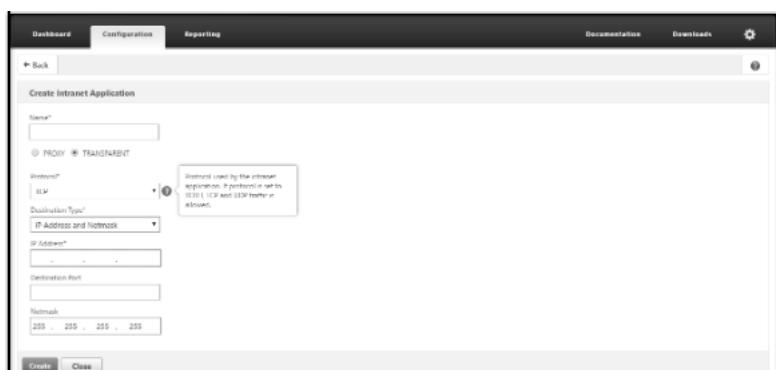 Dashboard Configuration Reporting Documentation Downloads
← Back
Create Intranet Application
Name*
PROXY TRANSPARENT
Protocol*
TCP
Protocol used by the intranet
application. If protocol is set to
BOTH, TCP and UDP traffic is
allowed.
Destination Type*
IP Address and Netmask
IP Address*
. . .
Destination Port
Netmask
255 . 255 . 255 . 255
Create Close